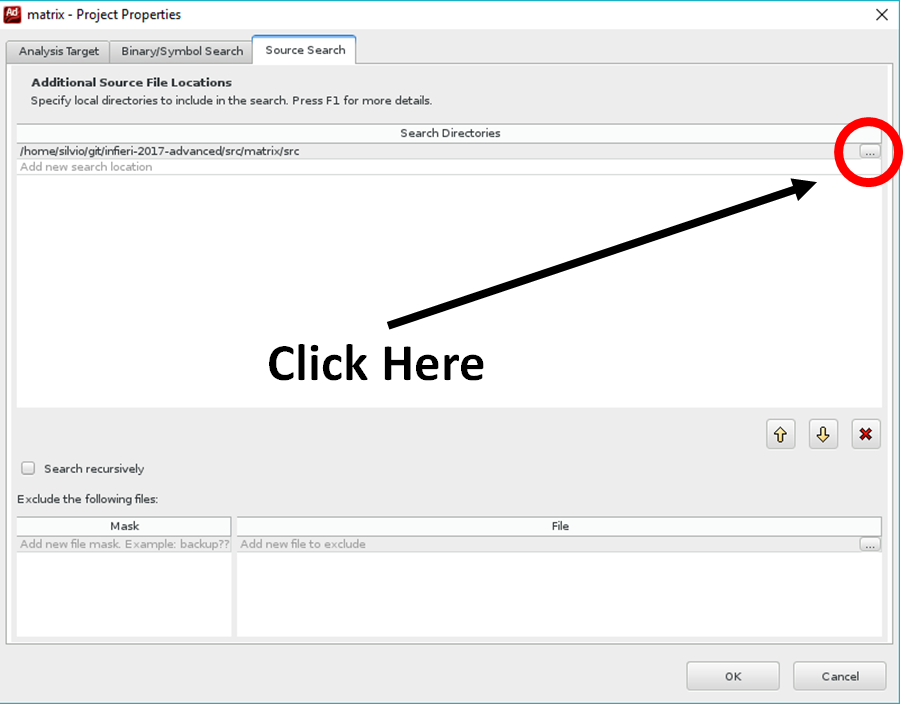 Ad matrix - Project Properties
Analysis Target Binary/Symbol Search Source Search
Additional Source File Locations
Specify local directories to include in the search. Press F1 for more details.
Search Directories
/home/silvio/git/infieri-2017-advanced/src/matrix/src ...
Add new search location
Click Here
Search recursively
Exclude the following files:
Mask File
Add new file mask. Example: backup?? Add new file to exclude ...
OK Cancel